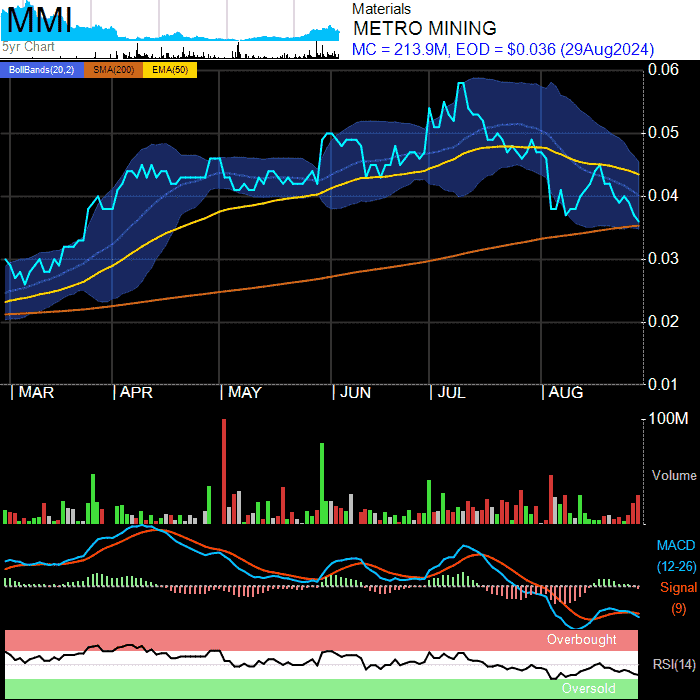 MMI
5yr Chart
Materials
METRO MINING
MC = 213.9M, EOD = $0.036 (29Aug2024)
BollBands(20,2) SMA(200) EMA(50)
0.06
0.05
0.04
0.03
0.02
0.01
MAR APR MAY JUN JUL AUG
100M
Volume
MACD
(12-26)
Signal
(9)
Overbought
RSI(14)
Oversold